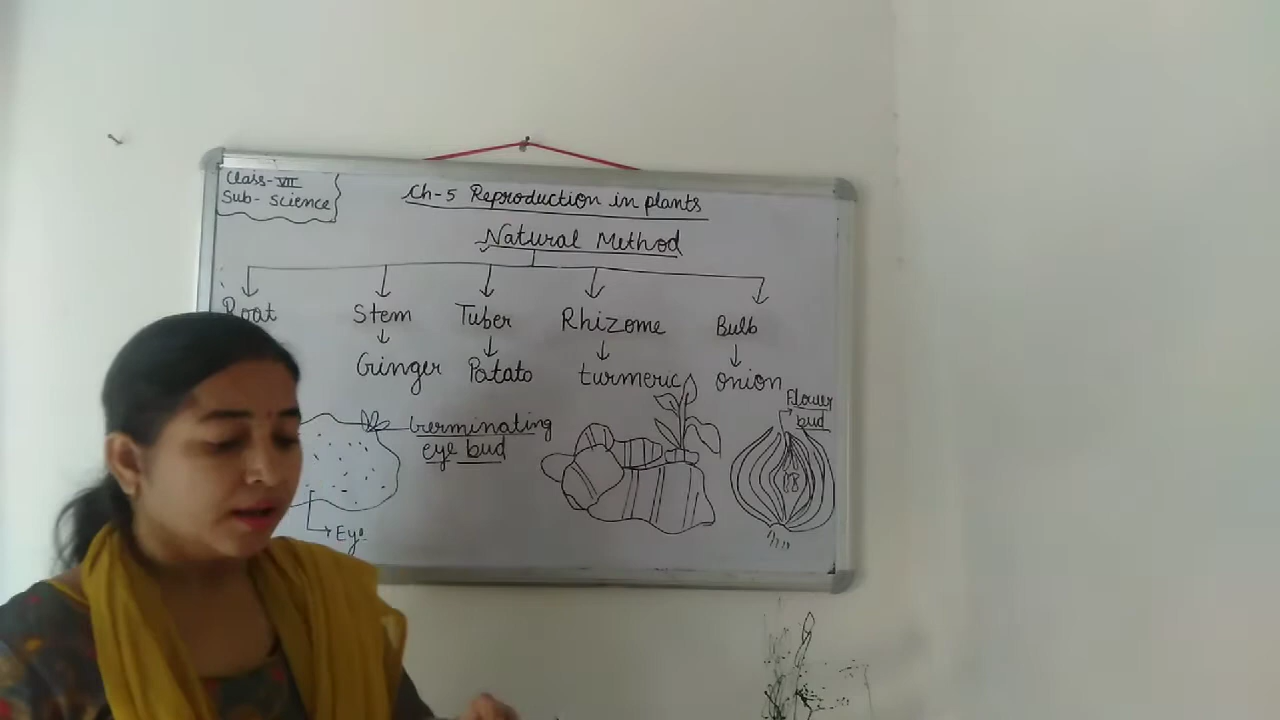 Class-VII
Sub- Science
Ch-5 Reproduction in plants
Natural Method
Root Stem Tuber Rhizome Bulb
Ginger Potato turmeric onion
Flower
bud
Germinating
eye bud
Eye